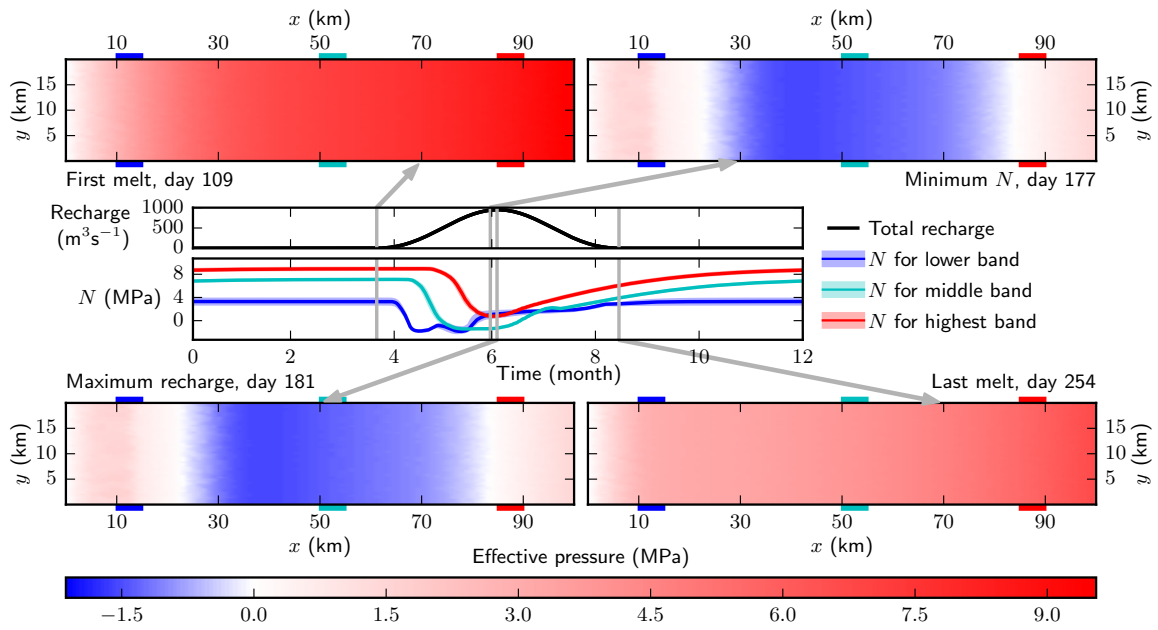 x (km)
x (km)
10 30 50 70 90
10 30 50 70 90
y (km)
15
10
5
15
10
5
y (km)
First melt, day 109
Minimum N, day 177
Recharge
(m³s⁻¹)
1000
500
0
Total recharge
N for lower band
N for middle band
N for highest band
N (MPa)
8
4
0
0 2 4 6 8 10 12
Time (month)
Maximum recharge, day 181
Last melt, day 254
y (km)
15
10
5
15
10
5
y (km)
10 30 50 70 90
10 30 50 70 90
x (km)
x (km)
Effective pressure (MPa)
−1.5 0.0 1.5 3.0 4.5 6.0 7.5 9.0